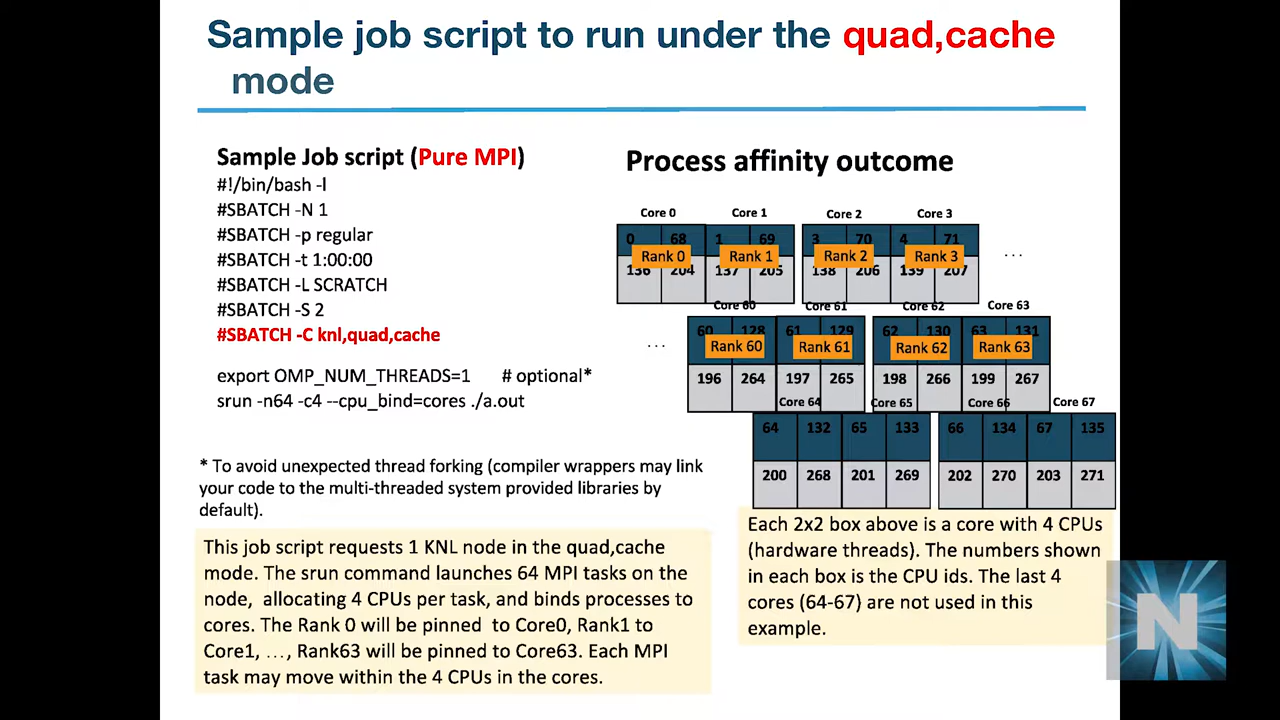 Sample job script to run under the quad,cache
mode
Sample Job script (Pure MPI)
#!/bin/bash -l
#SBATCH -N 1
#SBATCH -p regular
#SBATCH -t 1:00:00
#SBATCH -L SCRATCH
#SBATCH -S 2
#SBATCH -C knl,quad,cache
export OMP_NUM_THREADS=1 # optional*
srun -n64 -c4 --cpu_bind=cores ./a.out
* To avoid unexpected thread forking (compiler wrappers may link
your code to the multi-threaded system provided libraries by
default).
This job script requests 1 KNL node in the quad,cache
mode. The srun command launches 64 MPI tasks on the
node, allocating 4 CPUs per task, and binds processes to
cores. The Rank 0 will be pinned to Core0, Rank1 to
Core1, …, Rank63 will be pinned to Core63. Each MPI
task may move within the 4 CPUs in the cores.
Process affinity outcome
Core 0 Core 1 Core 2 Core 3
0 68 1 69 3 70 4 71
Rank 0 Rank 1 Rank 2 Rank 3 …
136 204 137 205 138 206 139 207
Core 60 Core 61 Core 62 Core 63
60 128 61 129 62 130 63 131
… Rank 60 Rank 61 Rank 62 Rank 63
196 264 197 265 198 266 199 267
Core 64 Core 65 Core 66 Core 67
64 132 65 133 66 134 67 135
200 268 201 269 202 270 203 271
Each 2x2 box above is a core with 4 CPUs
(hardware threads). The numbers shown
in each box is the CPU ids. The last 4
cores (64-67) are not used in this
example.
N